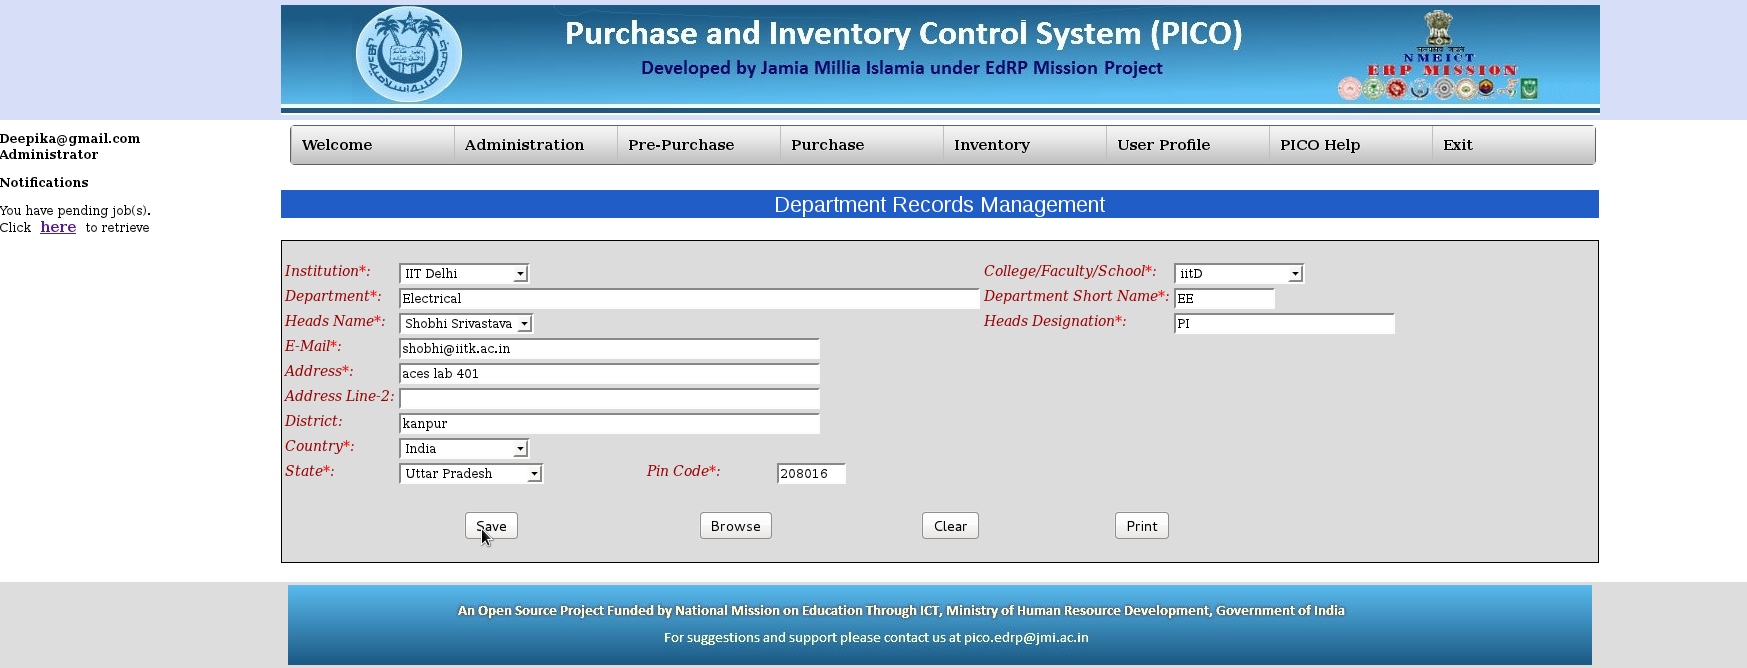 Purchase and Inventory Control System (PICO)
Developed by Jamia Millia Islamia under EdRP Mission Project
NMEICT
ERP MISSION
Deepika@gmail.com
Administrator
Notifications
You have pending job(s).
Click here to retrieve
Welcome Administration Pre-Purchase Purchase Inventory User Profile PICO Help Exit
Department Records Management
Institution*: IIT Delhi College/Faculty/School*: iitD
Department*: Electrical Department Short Name*: EE
Heads Name*: Shobhi Srivastava Heads Designation*: PI
E-Mail*: shobhi@iitk.ac.in
Address*: aces lab 401
Address Line-2:
District: kanpur
Country*: India
State*: Uttar Pradesh Pin Code*: 208016
Save Browse Clear Print
An Open Source Project Funded by National Mission on Education Through ICT, Ministry of Human Resource Development, Government of India
For suggestions and support please contact us at pico.edrp@jmi.ac.in